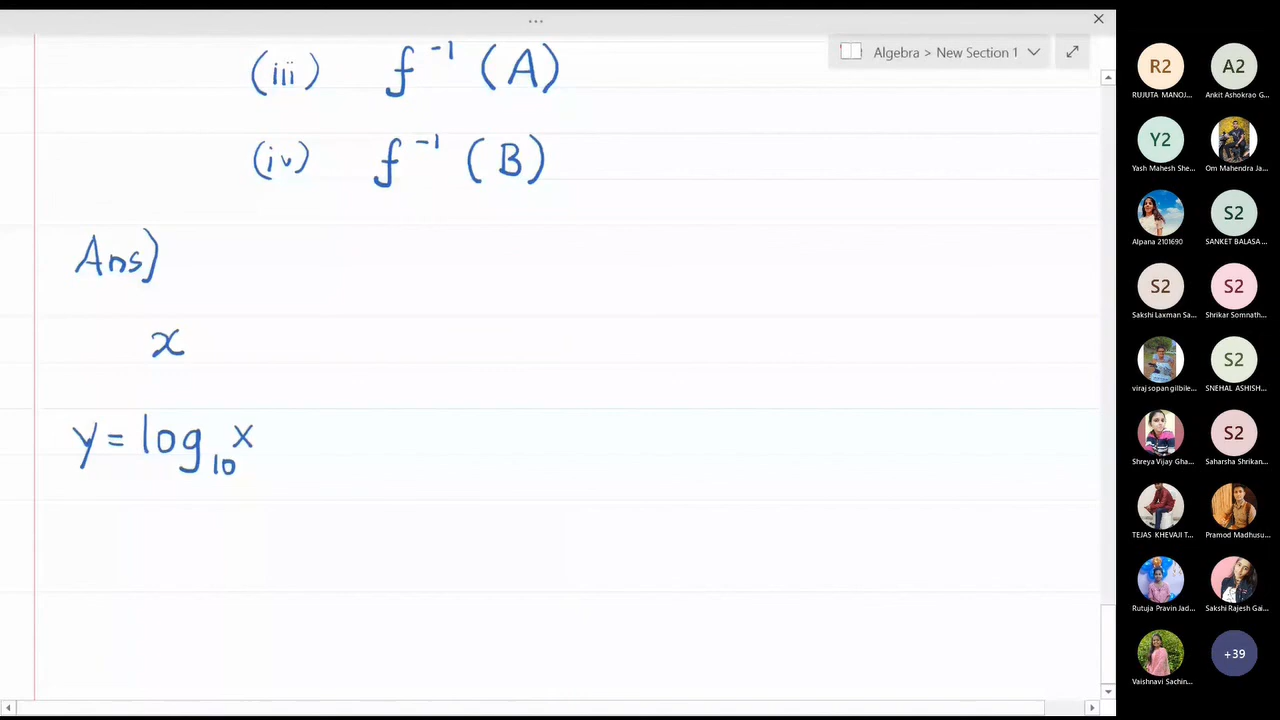 Algebra > New Section 1
(iii) f⁻¹ (A)
(iv) f⁻¹ (B)
Ans)
x
y = log₁₀ x
R2 A2
RUJUTA MANOJ... Ankit Ashokrao G...
Y2
Yash Mahesh She... Om Mahendra Ja...
S2
Alpana 2101690 SANKET BALASA...
S2 S2
Sakshi Laxman Sa... Shrikar Somnath...
S2
viraj sopan gilbile... SNEHAL ASHISH...
S2
Shreya Vijay Gha... Saharsha Shrikan...
TEJAS KHEVAJI T... Pramod Madhusu...
Rutuja Pravin Jad... Sakshi Rajesh Gai...
+39
Vaishnavi Sachin...